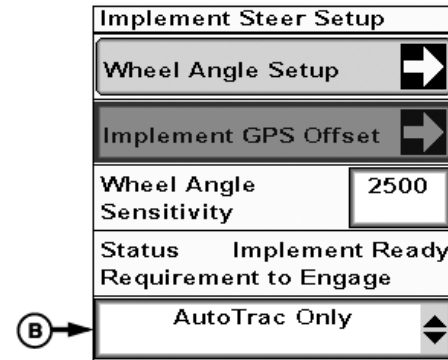 Implement Steer Setup
Wheel Angle Setup
Implement GPS Offset
Wheel Angle
Sensitivity
2500
Status Implement Ready
Requirement to Engage
B
AutoTrac Only